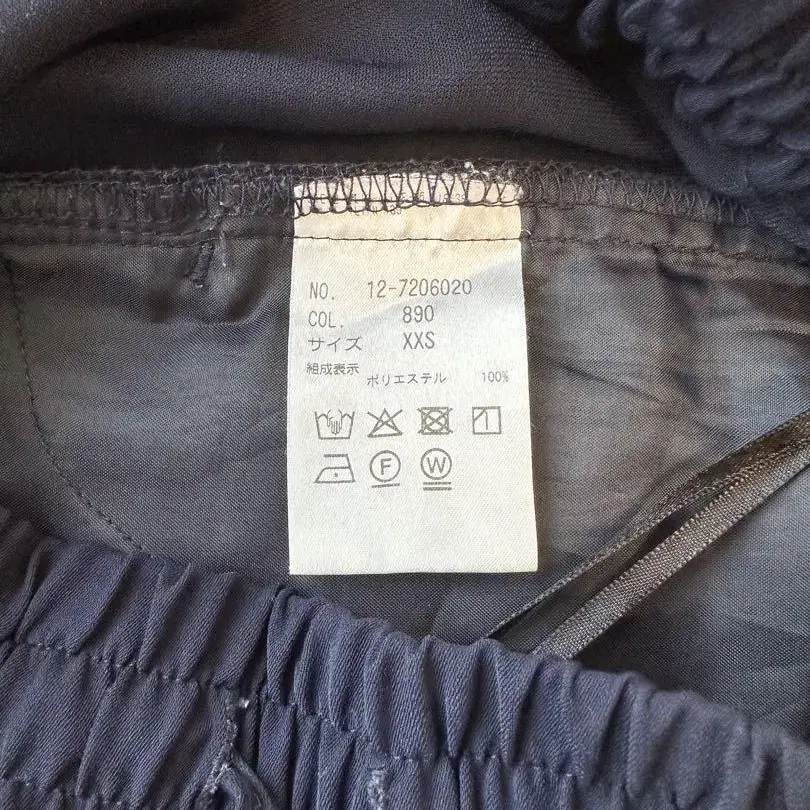 NO. 12-7206020
COL. 890
サイズ XXS
組成表示
ポリエステル 100%
F
W